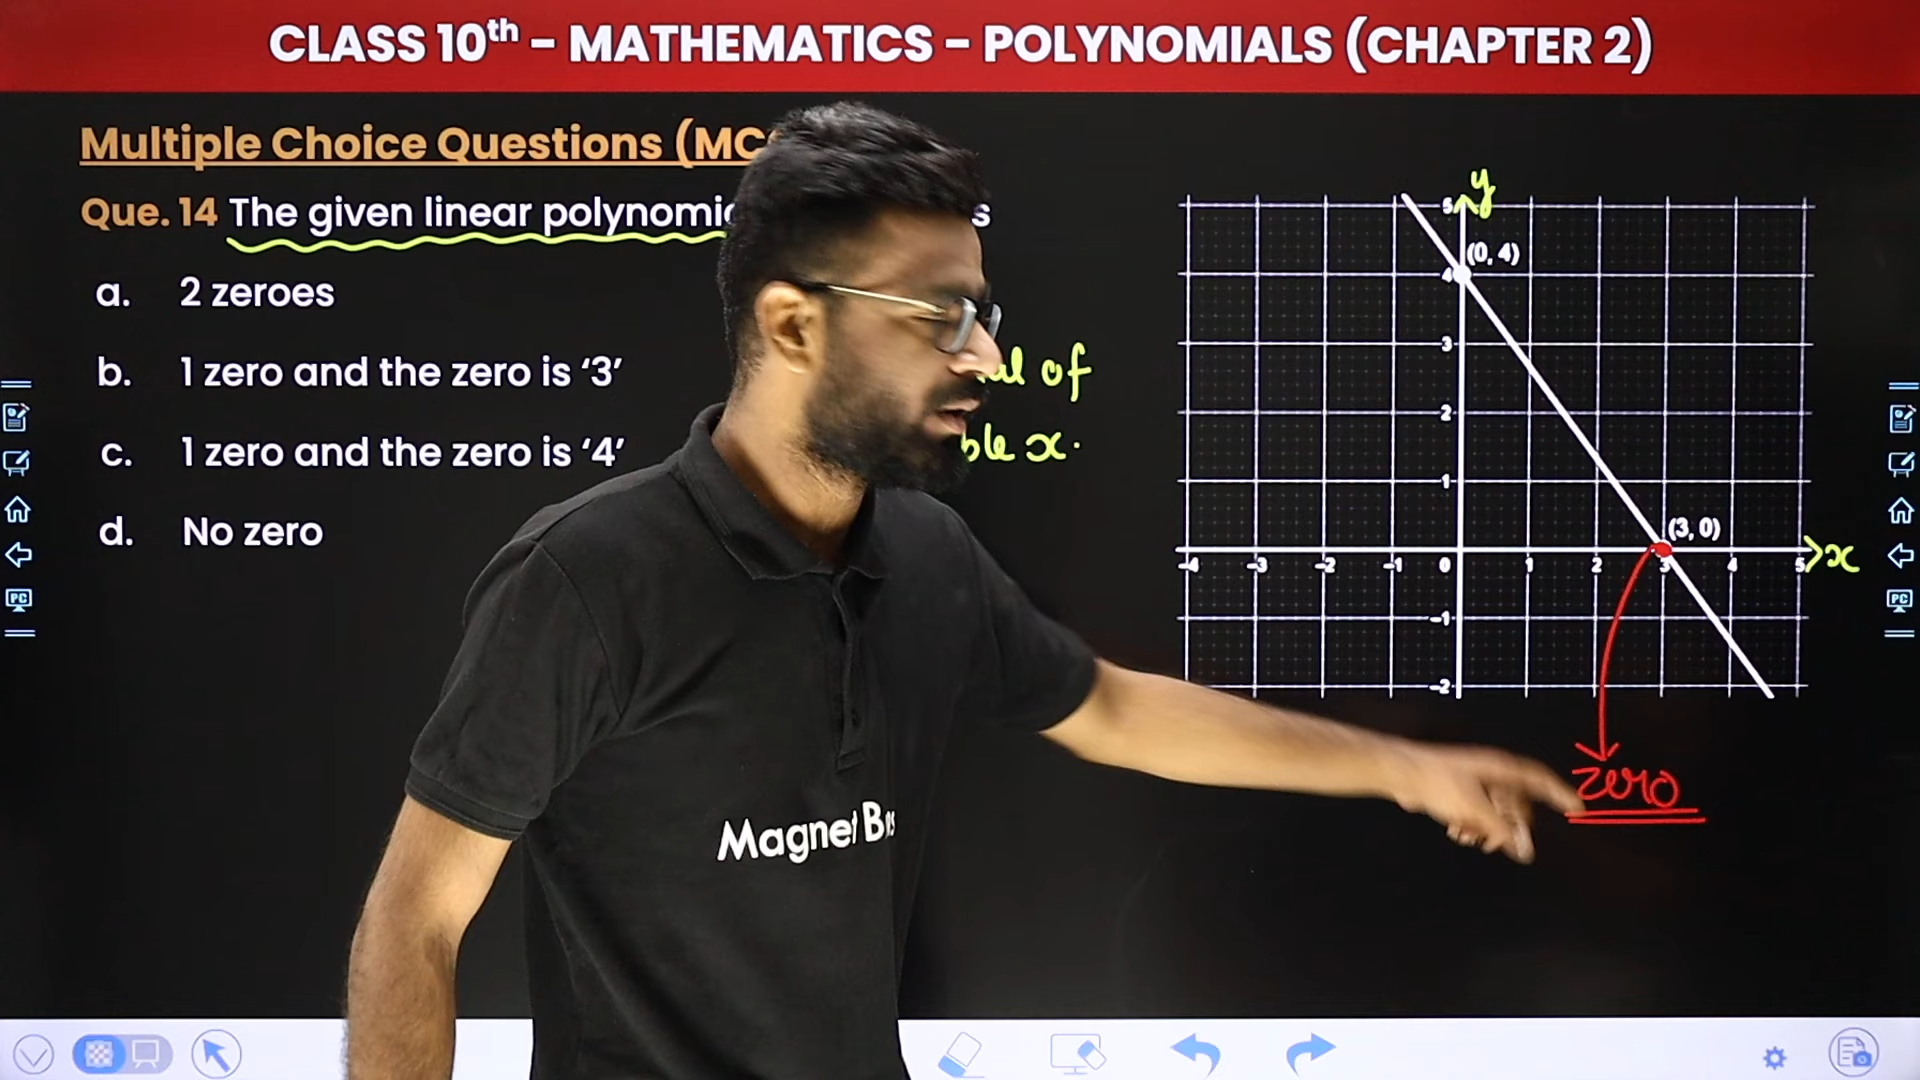 CLASS 10th - MATHEMATICS - POLYNOMIALS (CHAPTER 2)
Multiple Choice Questions
Que. 14 The given linear
a. 2 zeroes
b. 1 zero and the zero is ‘3’
of
c. 1 zero and the zero is ‘4’
x.
d. No zero
y
5
(0, 4)
4
3
2
1
(3, 0)
-4 -3 -2 -1 0 1 2 3 4 5 x
-1
-2
zero
Magnet
PC
PC